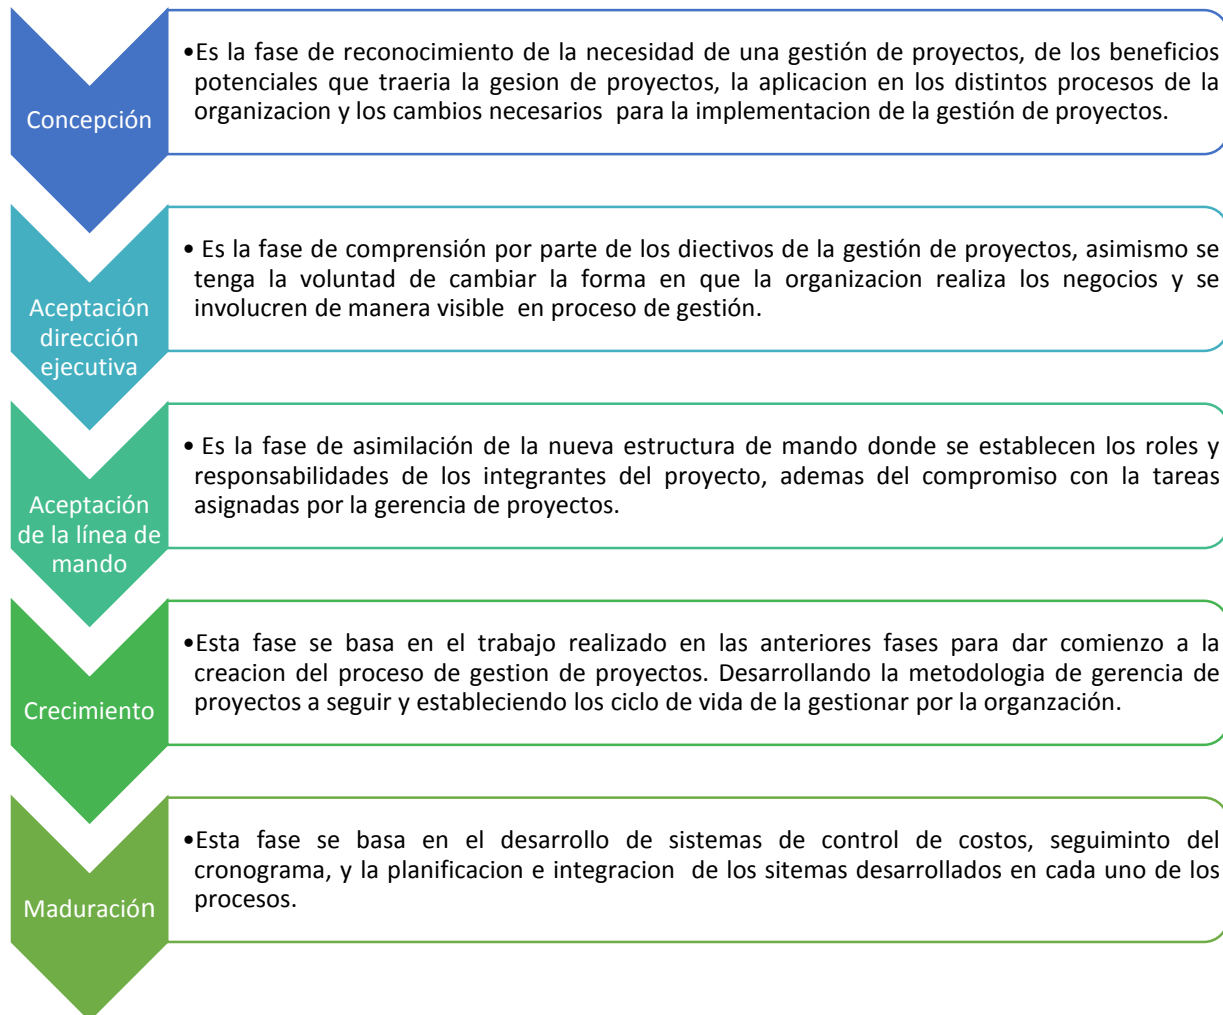 Concepción
•Es la fase de reconocimiento de la necesidad de una gestión de proyectos, de los beneficios
potenciales que traeria la gesion de proyectos, la aplicacion en los distintos procesos de la
organizacion y los cambios necesarios para la implementacion de la gestión de proyectos.
Aceptación
dirección
ejecutiva
• Es la fase de comprensión por parte de los diectivos de la gestión de proyectos, asimismo se
tenga la voluntad de cambiar la forma en que la organizacion realiza los negocios y se
involucren de manera visible en proceso de gestión.
Aceptación
de la línea de
mando
• Es la fase de asimilación de la nueva estructura de mando donde se establecen los roles y
responsabilidades de los integrantes del proyecto, ademas del compromiso con la tareas
asignadas por la gerencia de proyectos.
Crecimiento
•Esta fase se basa en el trabajo realizado en las anteriores fases para dar comienzo a la
creacion del proceso de gestion de proyectos. Desarrollando la metodologia de gerencia de
proyectos a seguir y estableciendo los ciclo de vida de la gestionar por la organzación.
Maduración
•Esta fase se basa en el desarrollo de sistemas de control de costos, seguiminto del
cronograma, y la planificacion e integracion de los sitemas desarrollados en cada uno de los
procesos.